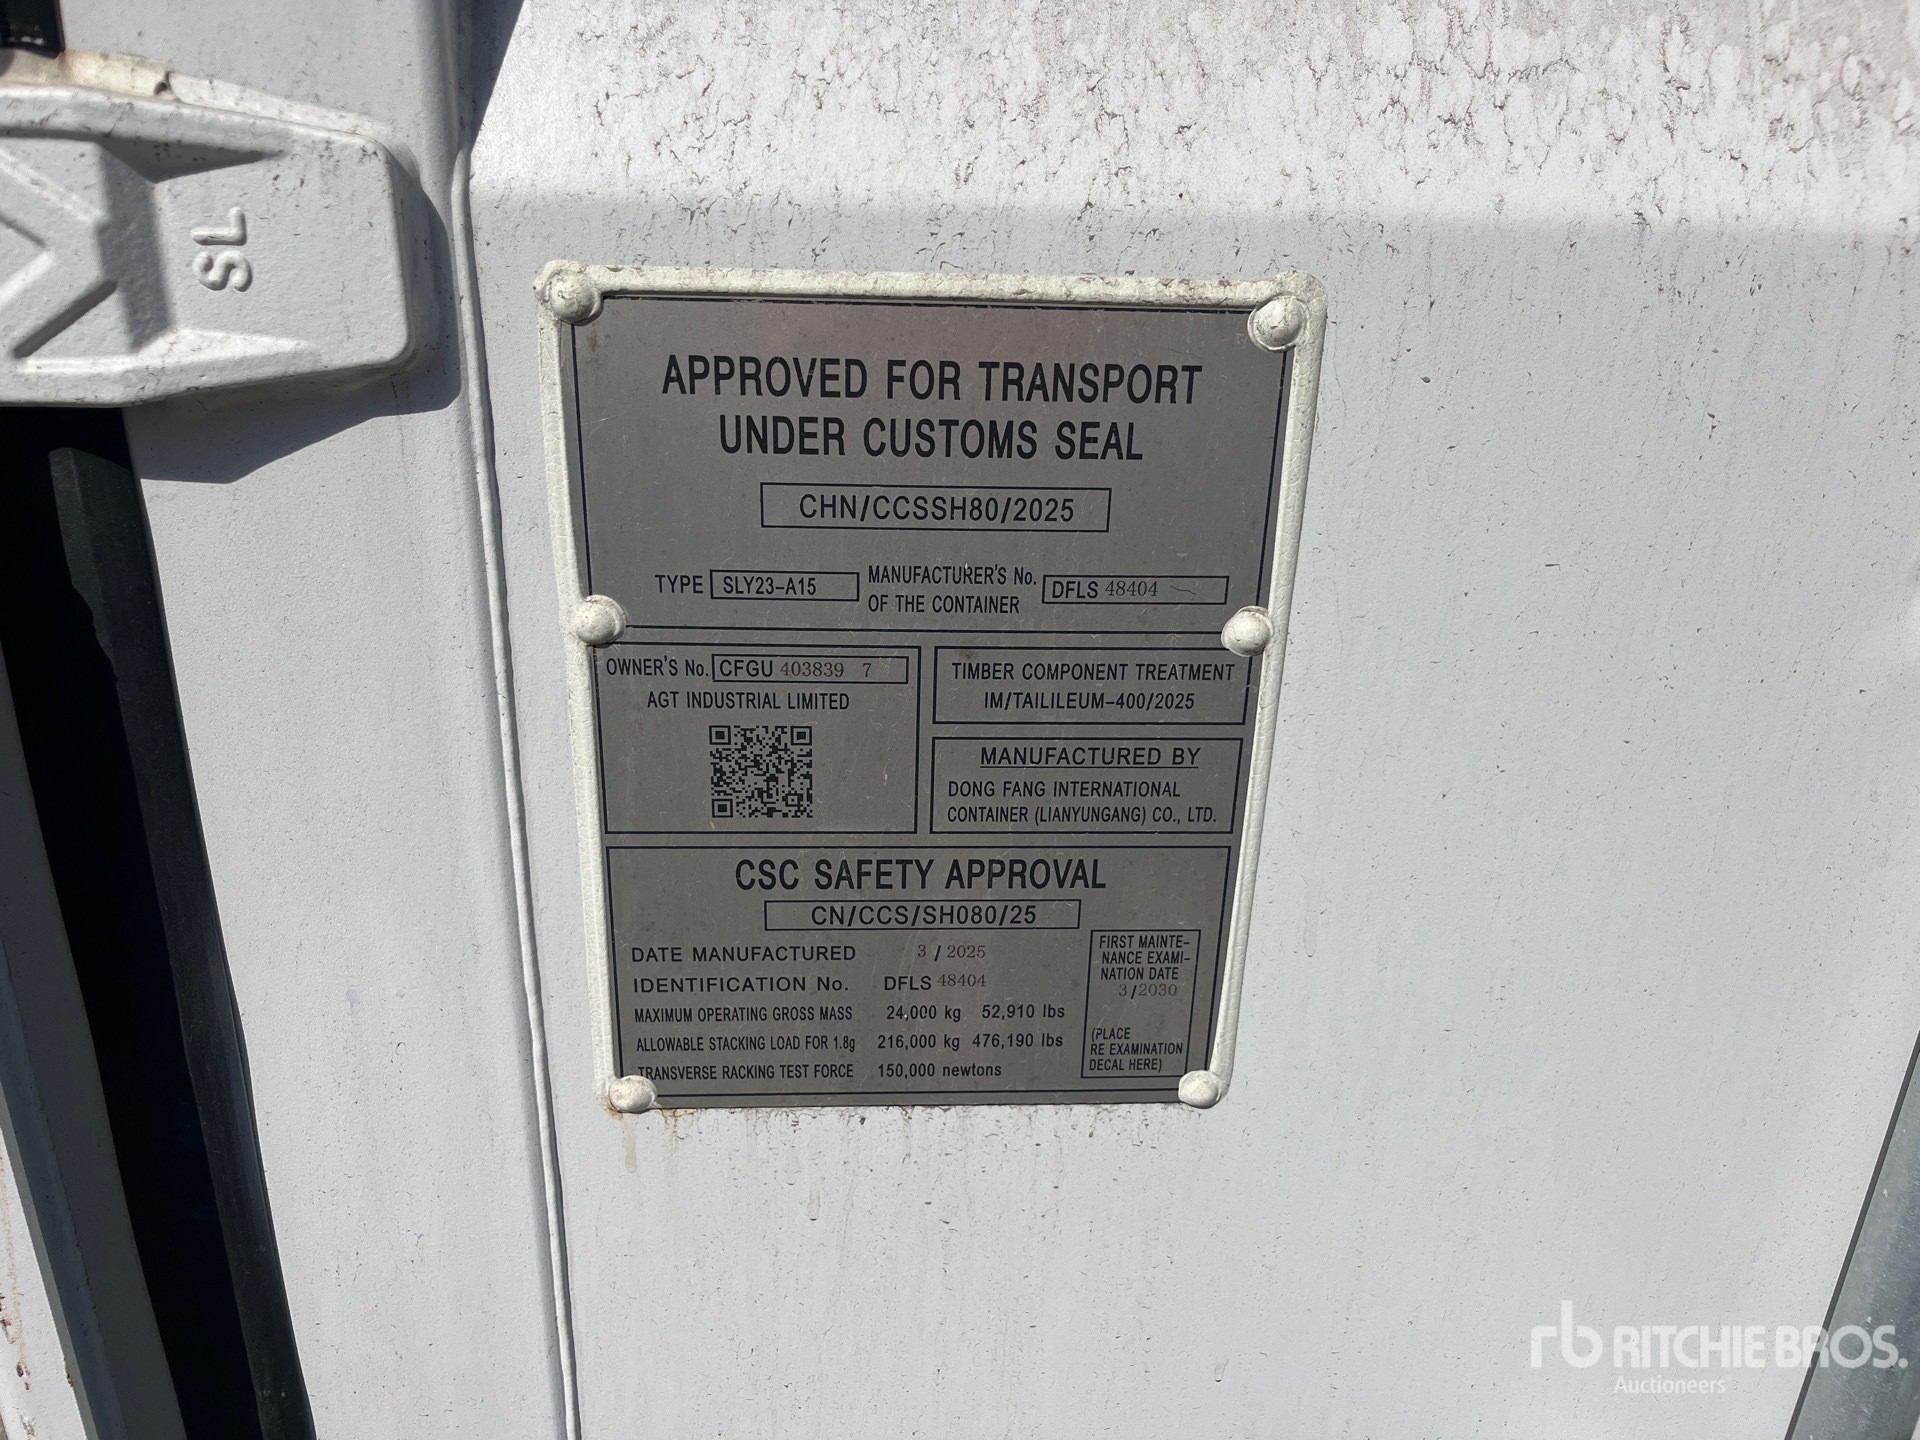 SL
APPROVED FOR TRANSPORT
UNDER CUSTOMS SEAL
CHN/CCSSH80/2025
TYPE SLY23-A15
MANUFACTURER'S No.
OF THE CONTAINER
DFLS 48404
OWNER'S No. CFGU 403839 7
AGT INDUSTRIAL LIMITED
TIMBER COMPONENT TREATMENT
IM/TAILILEUM-400/2025
MANUFACTURED BY
DONG FANG INTERNATIONAL
CONTAINER (LIANYUNGANG) CO., LTD.
CSC SAFETY APPROVAL
CN/CCS/SH080/25
DATE MANUFACTURED 3 / 2025
IDENTIFICATION No. DFLS 48404
MAXIMUM OPERATING GROSS MASS 24,000 kg 52,910 lbs
ALLOWABLE STACKING LOAD FOR 1.8g 216,000 kg 476,190 lbs
TRANSVERSE RACKING TEST FORCE 150,000 newtons
FIRST MAINTE-
NANCE EXAMI-
NATION DATE
3/2030
(PLACE
RE EXAMINATION
DECAL HERE)
rb RITCHIE BROS.
Auctioneers